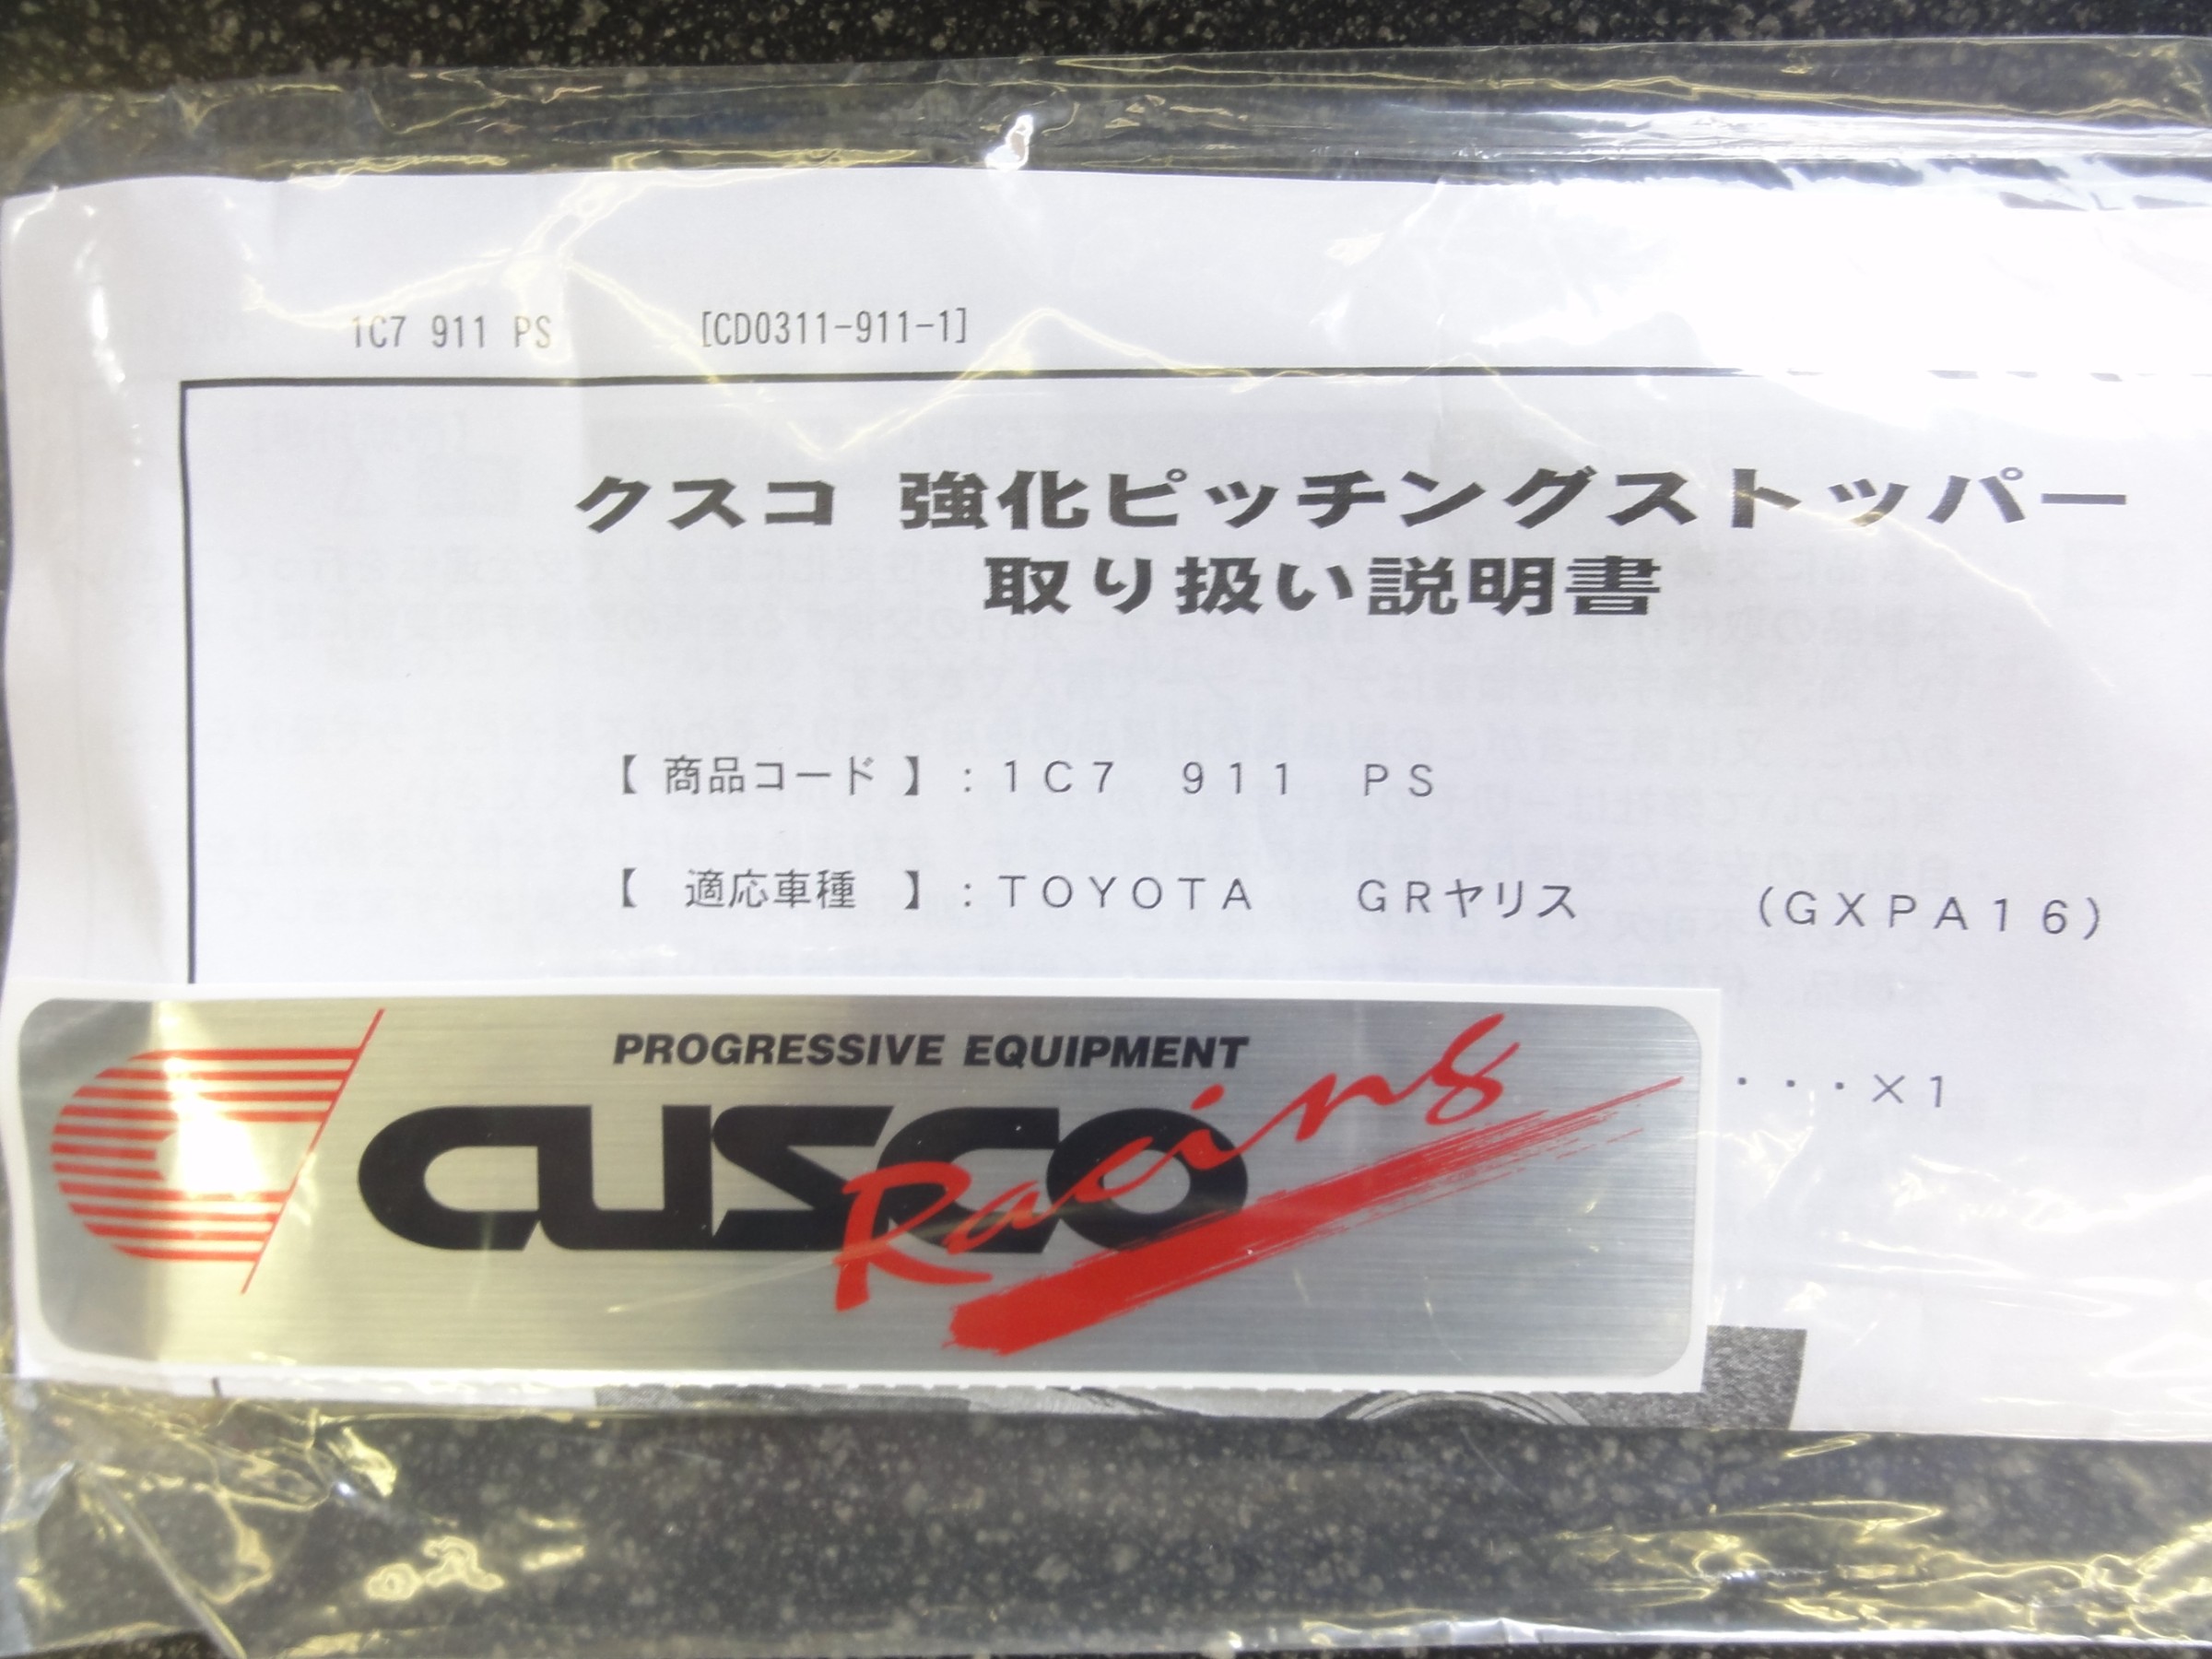 1C7 911 PS [CD0311-911-1]
クスコ 強化ピッチングストッパー
取り扱い説明書
【 商品コード 】：１Ｃ７ ９１１ ＰＳ
【 適応車種 】：ＴＯＹＯＴＡ ＧＲヤリス （ＧＸＰＡ１６）
・・・×１
PROGRESSIVE EQUIPMENT
CUSCO
Racing